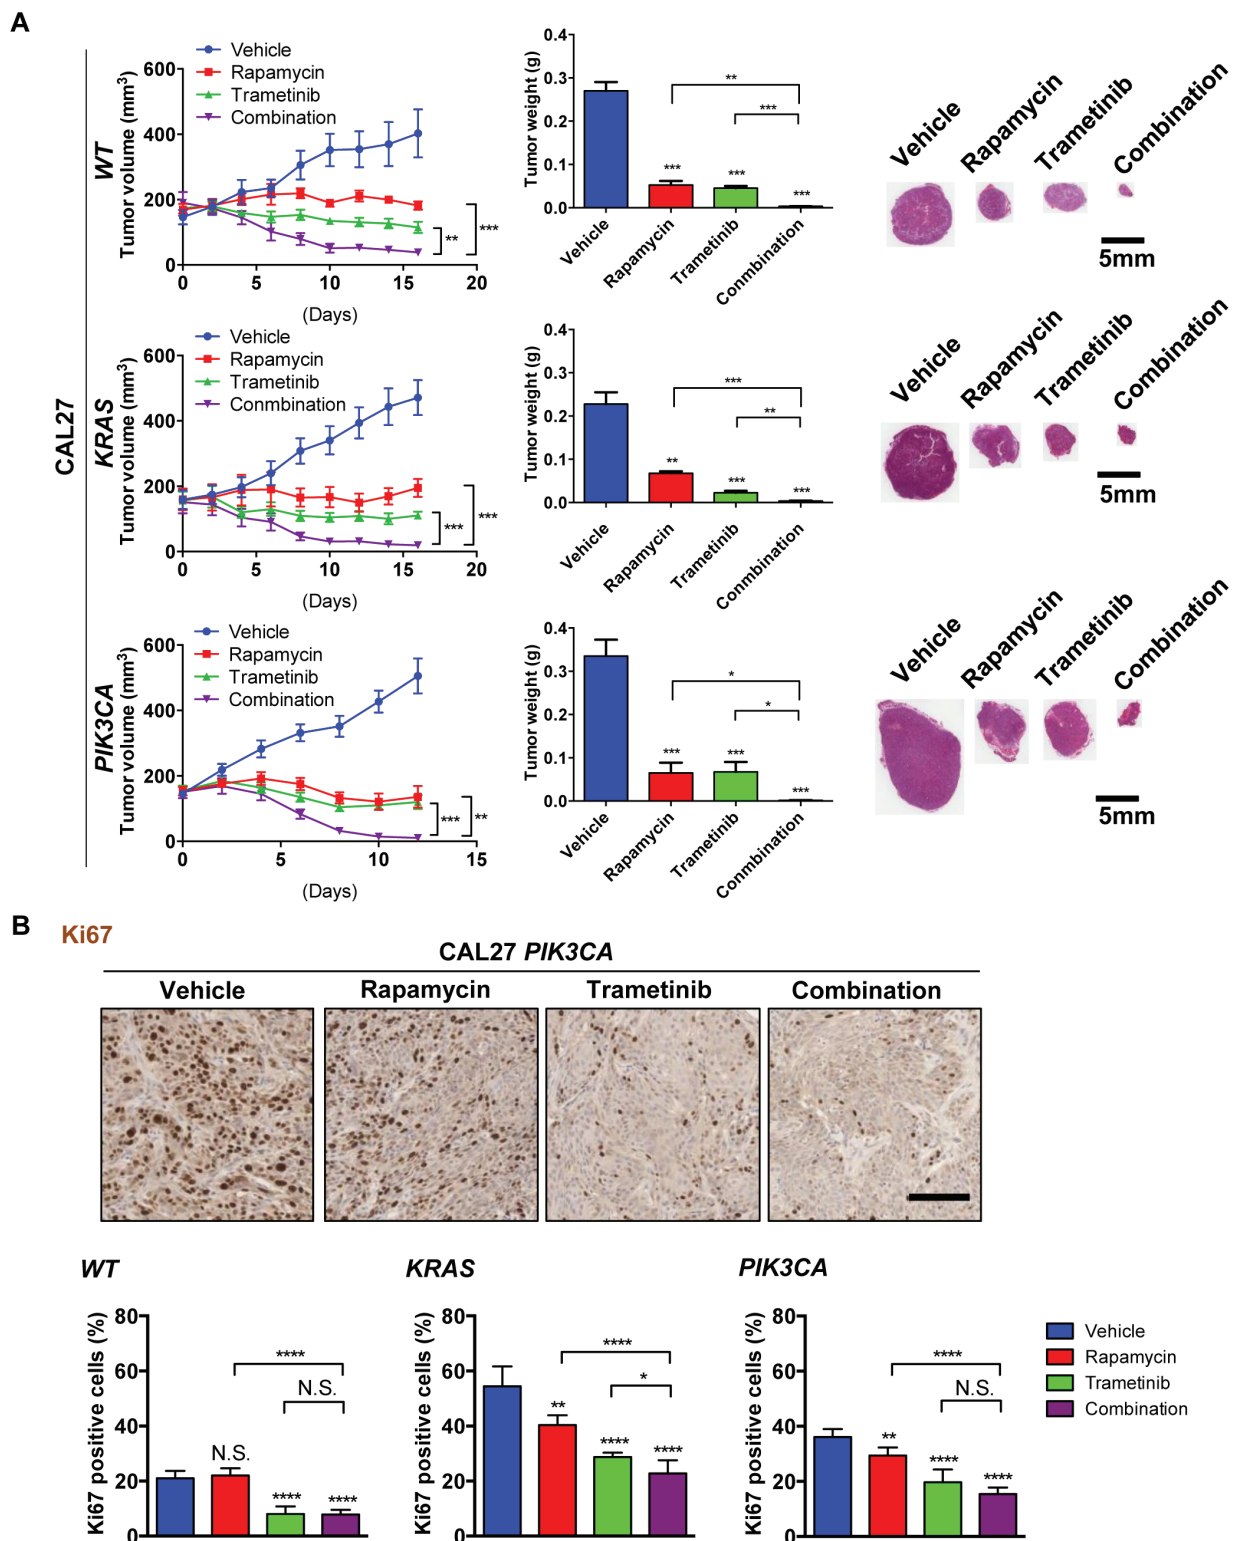 A
CAL27
WT
Tumor volume (mm3)
600
400
200
0
0 5 10 15 20
(Days)
Vehicle
Rapamycin
Trametinib
Combination
** ***
Tumor weight (g)
0.4
0.3
0.2
0.1
0.0
**
***
*** *** ***
Vehicle
Rapamycin
Trametinib
Conmbination
Vehicle
Rapamycin
Trametinib
Combination
5mm
KRAS
Tumor volume (mm3)
600
400
200
0
0 5 10 15 20
(Days)
Vehicle
Rapamycin
Trametinib
Conmbination
*** ***
Tumor weight (g)
0.4
0.3
0.2
0.1
0.0
***
**
** *** ***
Vehicle
Rapamycin
Trametinib
Conmbination
Vehicle
Rapamycin
Trametinib
Combination
5mm
PIK3CA
Tumor volume (mm3)
600
400
200
0
0 5 10 15
(Days)
Vehicle
Rapamycin
Trametinib
Combination
*** **
Tumor weight (g)
0.4
0.3
0.2
0.1
0.0
*
*
*** *** ***
Vehicle
Rapamycin
Trametinib
Conmbination
Vehicle
Rapamycin
Trametinib
Combination
5mm
B
Ki67
CAL27 PIK3CA
Vehicle Rapamycin Trametinib Combination
WT
Ki67 positive cells (%)
80
60
40
20
0
****
N.S.
N.S.
**** ****
KRAS
Ki67 positive cells (%)
80
60
40
20
0
****
*
**
**** ****
PIK3CA
Ki67 positive cells (%)
80
60
40
20
0
****
N.S.
**
**** ****
Vehicle
Rapamycin
Trametinib
Combination